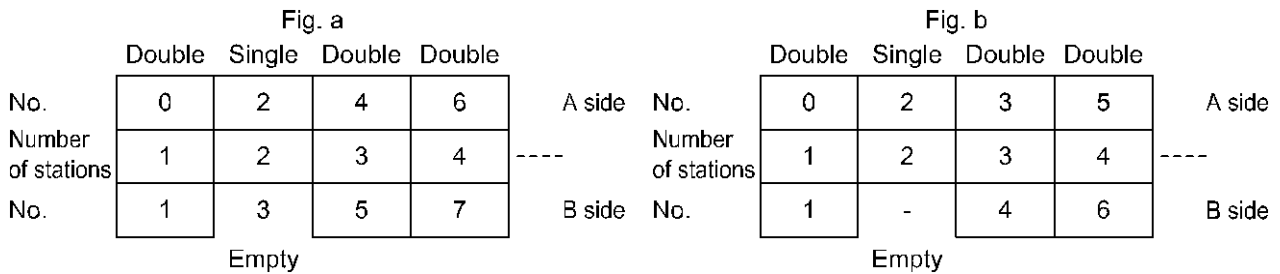 Fig. a
Double Single Double Double
No. 0 2 4 6 A side
Number of stations 1 2 3 4 ----
No. 1 3 5 7 B side
Empty
Fig. b
Double Single Double Double
No. 0 2 3 5 A side
Number of stations 1 2 3 4 ----
No. 1 - 4 6 B side
Empty